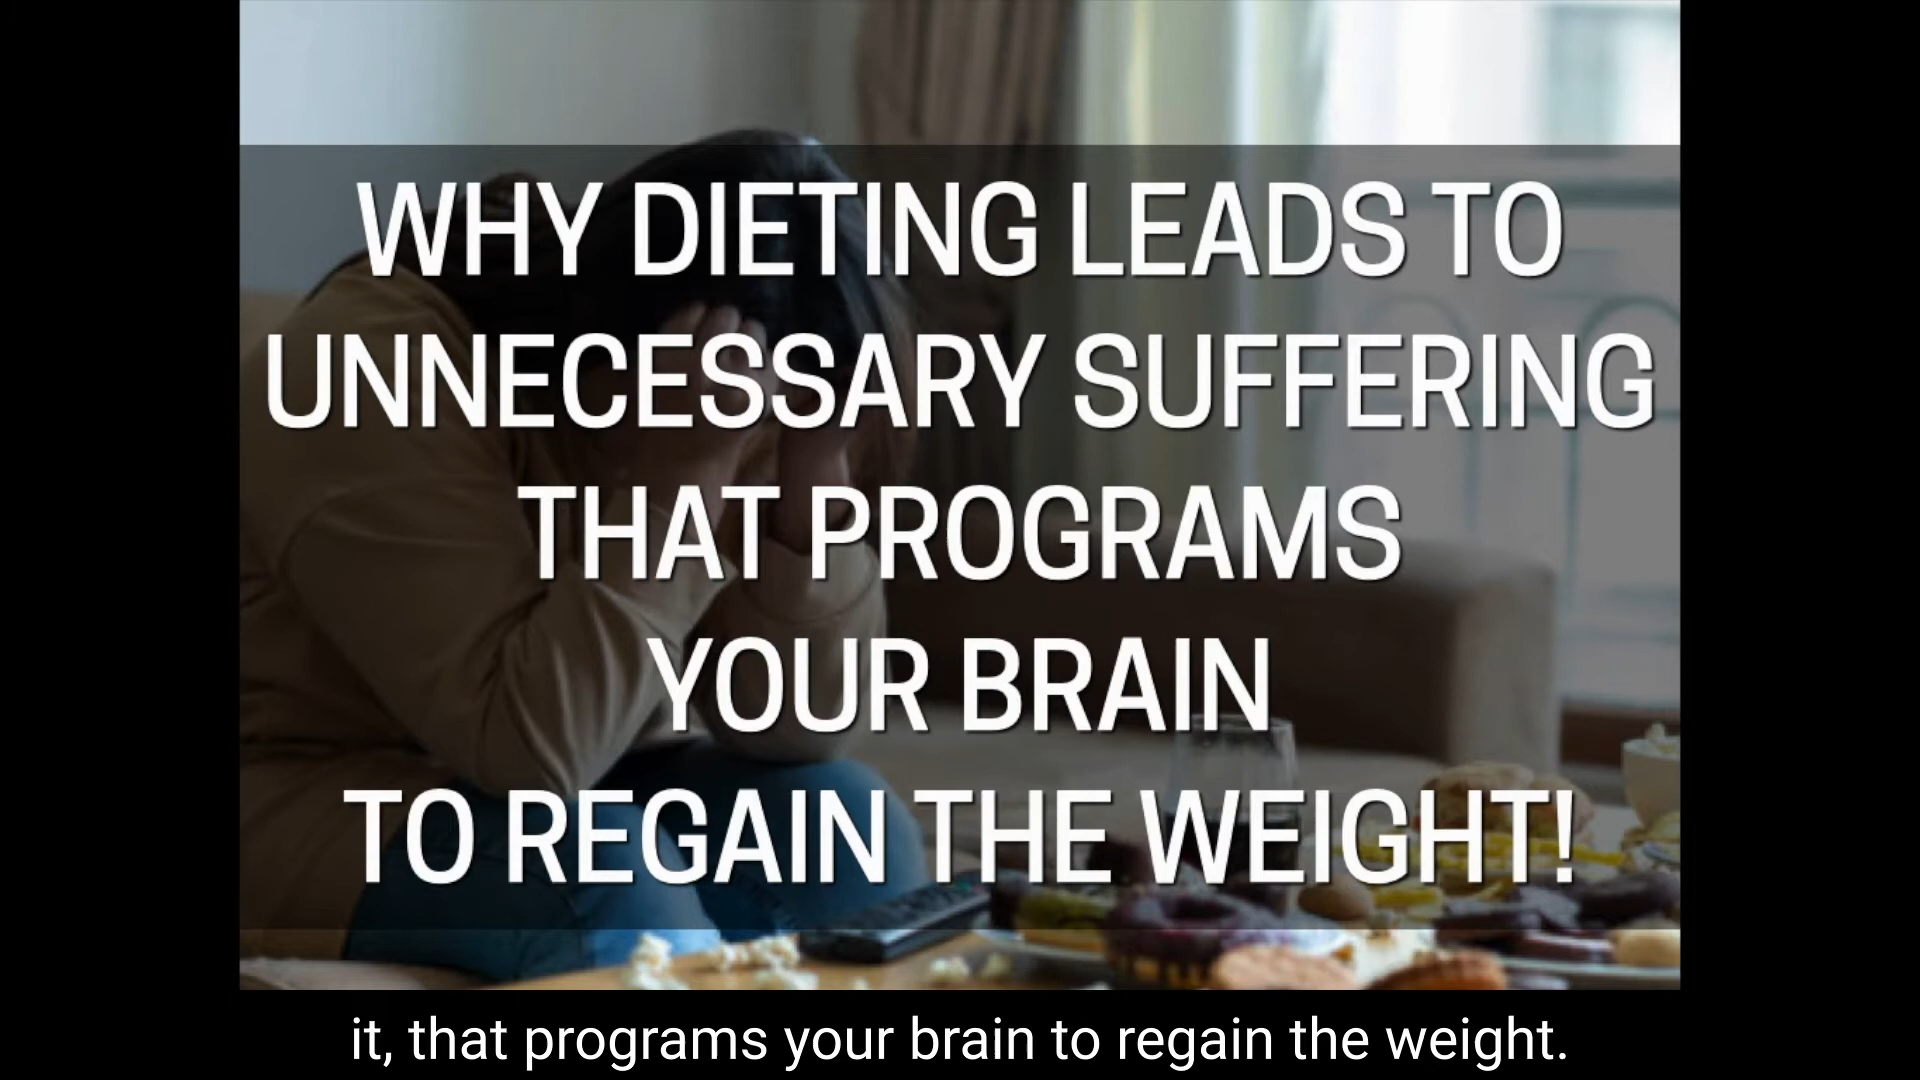 WHY DIETING LEADS TO
UNNECESSARY SUFFERING
THAT PROGRAMS
YOUR BRAIN
TO REGAIN THE WEIGHT!
it, that programs your brain to regain the weight.